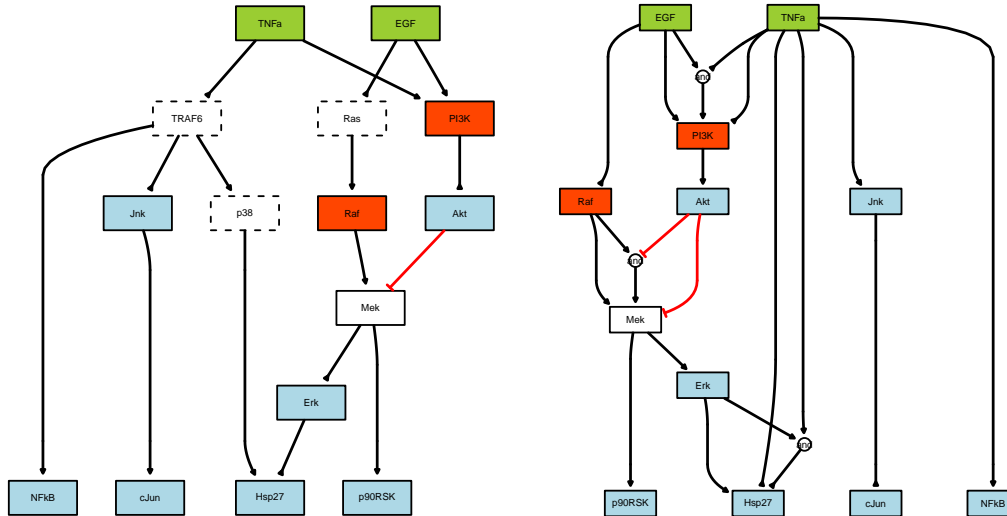 TNFa
EGF
TRAF6
Ras
PI3K
Jnk
p38
Raf
Akt
Mek
Erk
NFkB
cJun
Hsp27
p90RSK
EGF
TNFa
and
PI3K
Raf
Akt
Jnk
and
Mek
Erk
and
p90RSK
Hsp27
cJun
NFkB